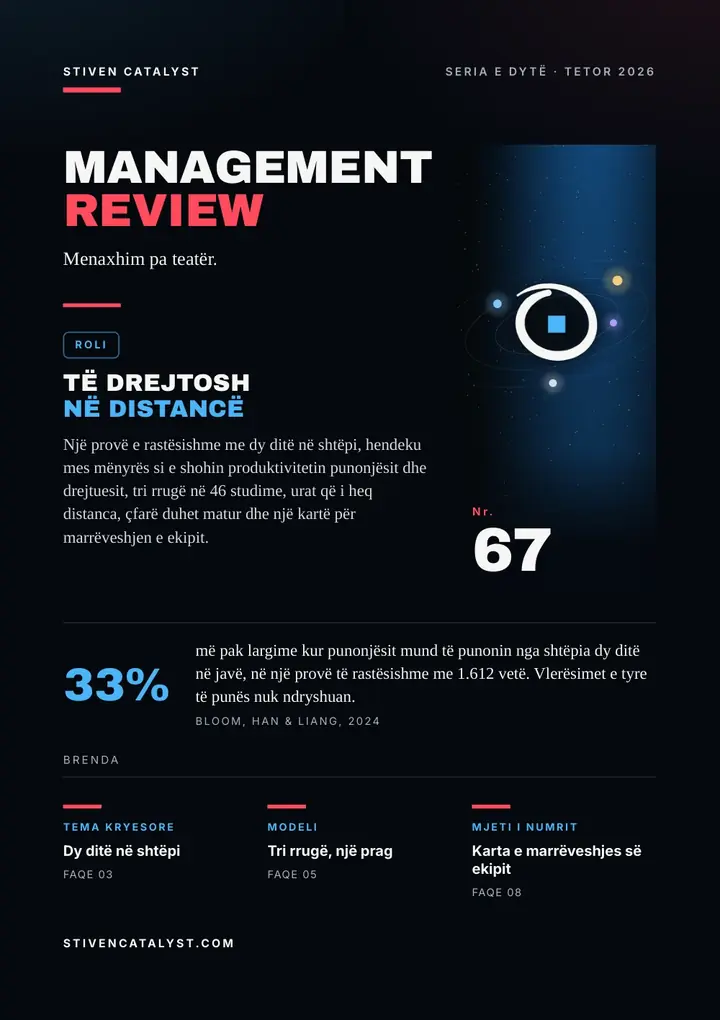 STIVEN CATALYST
SERIA E DYTË · TETOR 2026
MANAGEMENT
REVIEW
Menaxhim pa teatër.
ROLI
TË DREJTOSH
NË DISTANCË
Një provë e rastësishme me dy ditë në shtëpi, hendeku
mes mënyrës si e shohin produktivitetin punonjësit dhe
drejtuesit, tri rrugë në 46 studime, urat që i heq
distanca, çfarë duhet matur dhe një kartë për
marrëveshjen e ekipit.
Nr.
67
33%
më pak largime kur punonjësit mund të punonin nga shtëpia dy ditë
në javë, në një provë të rastësishme me 1.612 vetë. Vlerësimet e tyre
të punës nuk ndryshuan.
BLOOM, HAN & LIANG, 2024
BRENDA
TEMA KRYESORE
Dy ditë në shtëpi
FAQE 03
MODELI
Tri rrugë, një prag
FAQE 05
MJETI I NUMRIT
Karta e marrëveshjes së
ekipit
FAQE 08
STIVENCATALYST.COM